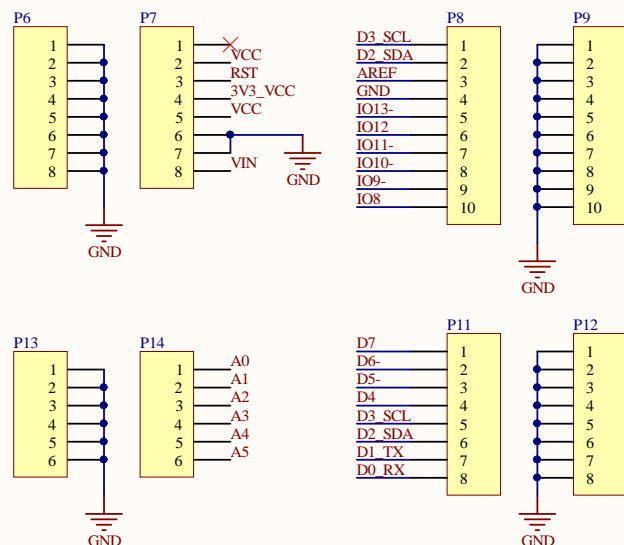 P6
1
2
3
4
5
6
7
8
GND
P7
1
2 VCC
3 RST
4 3V3_VCC
5 VCC
6
7
8 VIN
GND
P8
D3_SCL 1
D2_SDA 2
AREF 3
GND 4
IO13- 5
IO12 6
IO11- 7
IO10- 8
IO9- 9
IO8 10
P9
1
2
3
4
5
6
7
8
9
10
GND
P13
1
2
3
4
5
6
GND
P14
1 A0
2 A1
3 A2
4 A3
5 A4
6 A5
P11
D7 1
D6- 2
D5- 3
D4 4
D3_SCL 5
D2_SDA 6
D1_TX 7
D0_RX 8
P12
1
2
3
4
5
6
7
8
GND